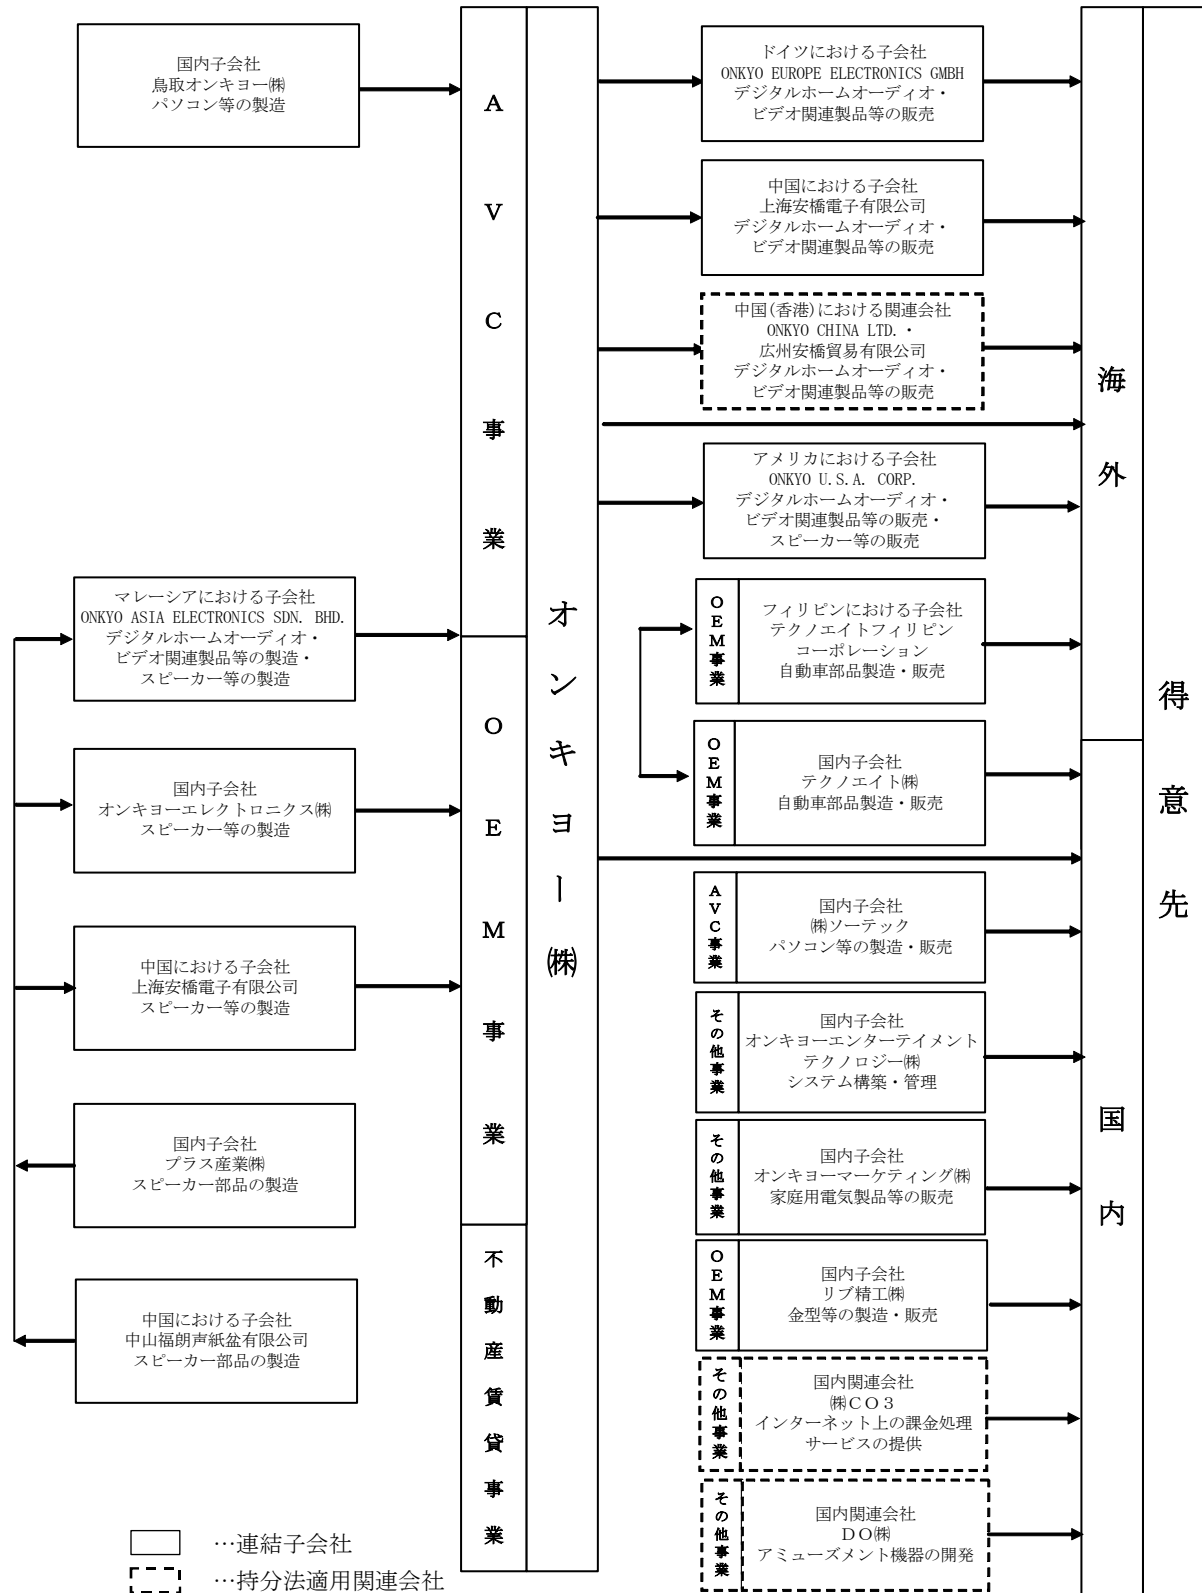 国内子会社
鳥取オンキヨー㈱
パソコン等の製造
マレーシアにおける子会社
ONKYO ASIA ELECTRONICS SDN. BHD.
デジタルホームオーディオ・
ビデオ関連製品等の製造・
スピーカー等の製造
国内子会社
オンキヨーエレクトロニクス㈱
スピーカー等の製造
中国における子会社
上海安橋電子有限公司
スピーカー等の製造
国内子会社
プラス産業㈱
スピーカー部品の製造
中国における子会社
中山福朗声紙盆有限公司
スピーカー部品の製造
ＡＶＣ事業
ＯＥＭ事業
不動産賃貸事業
オンキヨー㈱
ドイツにおける子会社
ONKYO EUROPE ELECTRONICS GMBH
デジタルホームオーディオ・
ビデオ関連製品等の販売
中国における子会社
上海安橋電子有限公司
デジタルホームオーディオ・
ビデオ関連製品等の販売
中国(香港)における関連会社
ONKYO CHINA LTD.・
広州安橋貿易有限公司
デジタルホームオーディオ・
ビデオ関連製品等の販売
アメリカにおける子会社
ONKYO U.S.A. CORP.
デジタルホームオーディオ・
ビデオ関連製品等の販売・
スピーカー等の販売
ＯＥＭ事業
フィリピンにおける子会社
テクノエイトフィリピン
コーポレーション
自動車部品製造・販売
ＯＥＭ事業
国内子会社
テクノエイト㈱
自動車部品製造・販売
ＡＶＣ事業
国内子会社
㈱ソーテック
パソコン等の製造・販売
その他事業
国内子会社
オンキヨーエンターテイメント
テクノロジー㈱
システム構築・管理
その他事業
国内子会社
オンキヨーマーケティング㈱
家庭用電気製品等の販売
ＯＥＭ事業
国内子会社
リブ精工㈱
金型等の製造・販売
その他事業
国内関連会社
㈱ＣＯ３
インターネット上の課金処理
サービスの提供
その他事業
国内関連会社
ＤＯ㈱
アミューズメント機器の開発
海外
国内
得意先
…連結子会社
…持分法適用関連会社